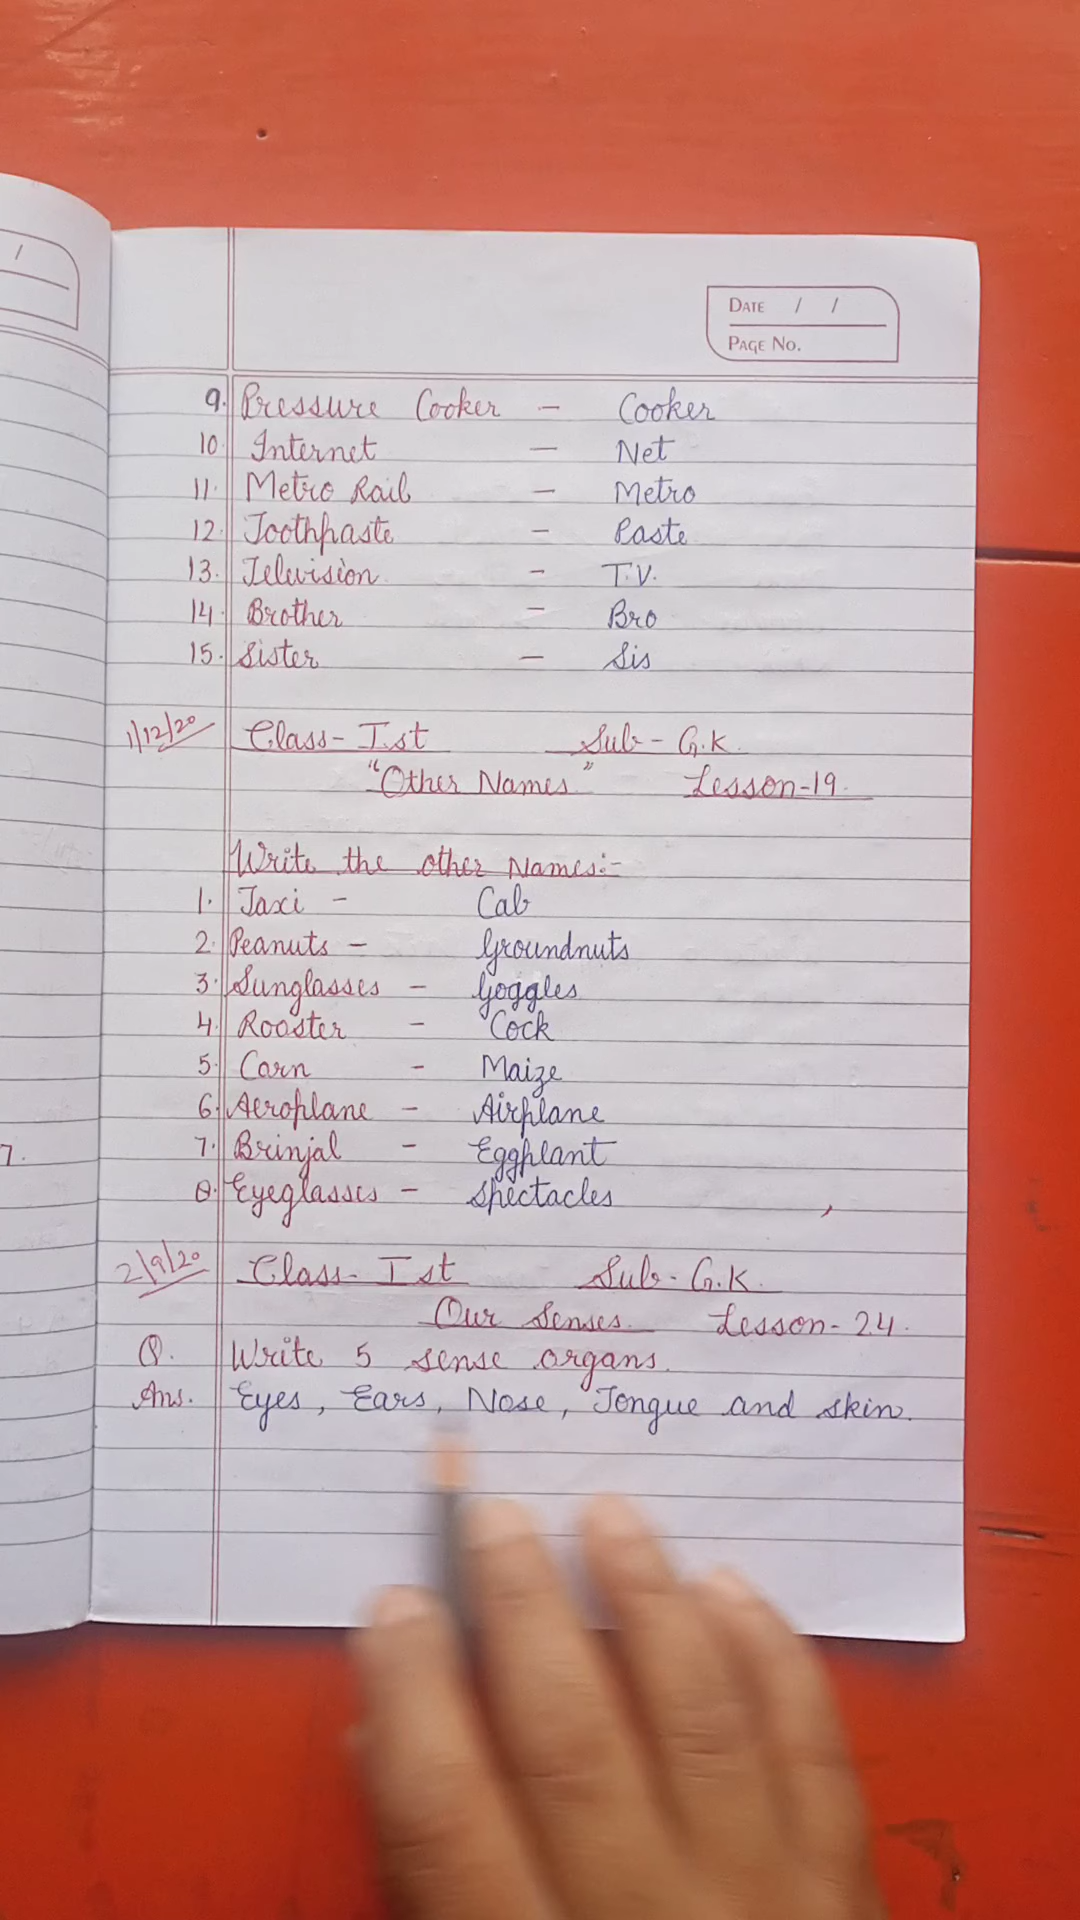 /
DATE / /
PAGE No.
9. Pressure Cooker - Cooker
10. Internet - Net
11. Metro Rail - Metro
12. Toothpaste - Paste
13. Television - T.V.
14. Brother - Bro
15. Sister - Sis
1/12/20 Class-Ist Sub-G.K.
"Other Names" Lesson-19.
Write the other Names:-
1. Taxi - Cab
2. Peanuts - Groundnuts
3. Sunglasses - Goggles
4. Rooster - Cock
5. Corn - Maize
6. Aeroplane - Airplane
7. Brinjal - Eggplant
8. Eyeglasses - Spectacles
7.
2/9/20 Class-Ist Sub-G.K.
Our Senses. Lesson-24.
Q. Write 5 sense organs.
Ans. Eyes, Ears, Nose, Tongue and skin.